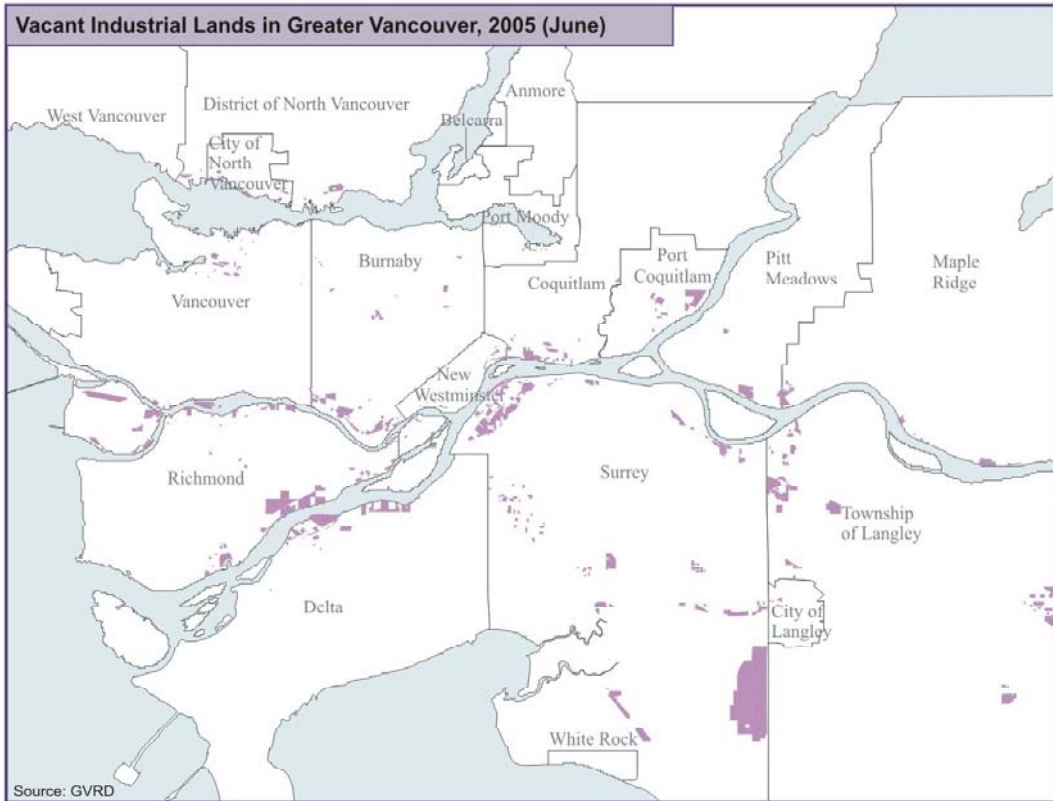 Vacant Industrial Lands in Greater Vancouver, 2005 (June)
West Vancouver
District of North Vancouver
Anmore
Belcarra
City of
North
Vancouver
Port Moody
Burnaby
Vancouver
Coquitlam
Port
Coquitlam
Pitt
Meadows
Maple
Ridge
New
Westminster
Richmond
Surrey
Township
of Langley
Delta
City of
Langley
White Rock
Source: GVRD